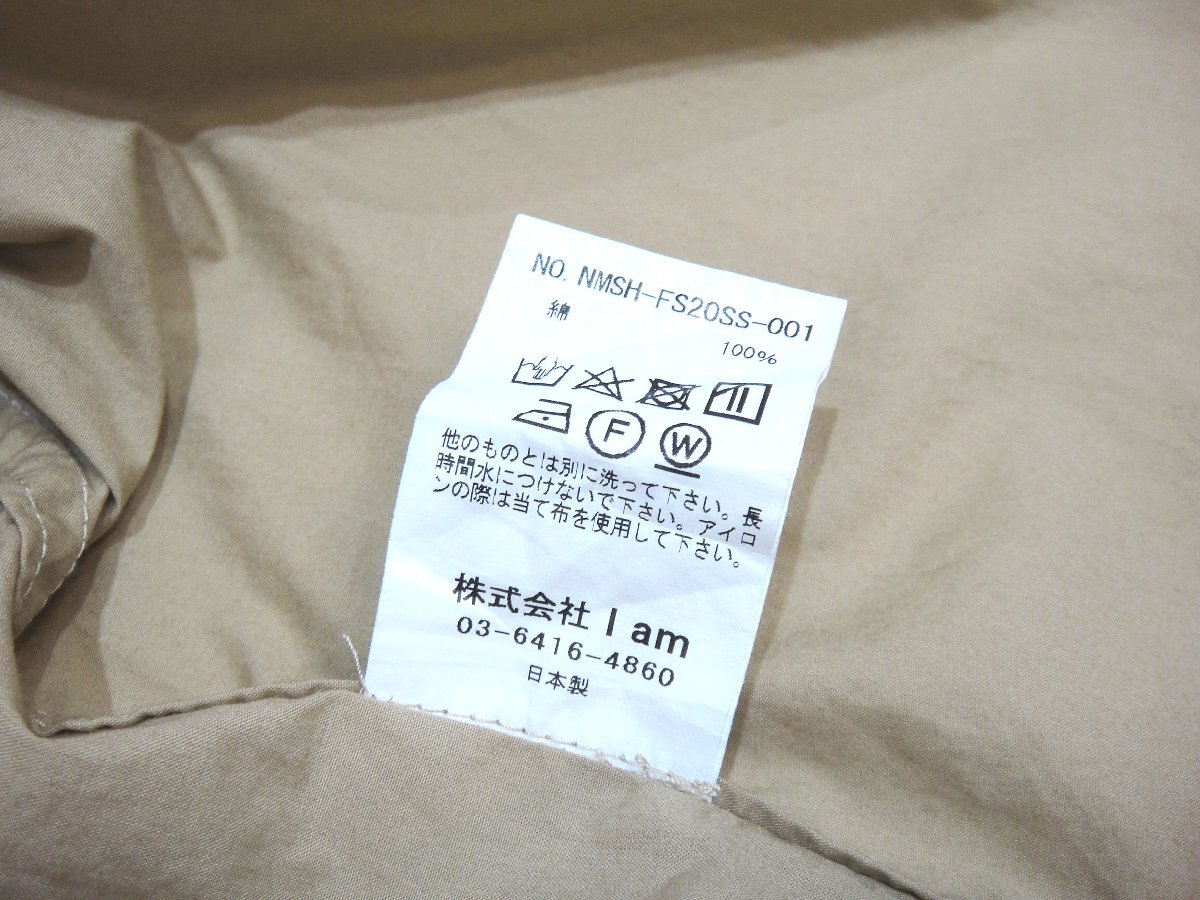 NO. NMSH-FS20SS-001
綿 100%
F W
他のものとは別に洗って下さい。長
時間水につけないで下さい。アイロ
ンの際は当て布を使用して下さい。
株式会社 I am
03-6416-4860
日本製